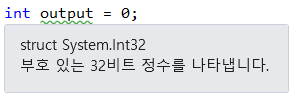 int output = 0;
struct System.Int32
부호 있는 32비트 정수를 나타냅니다.